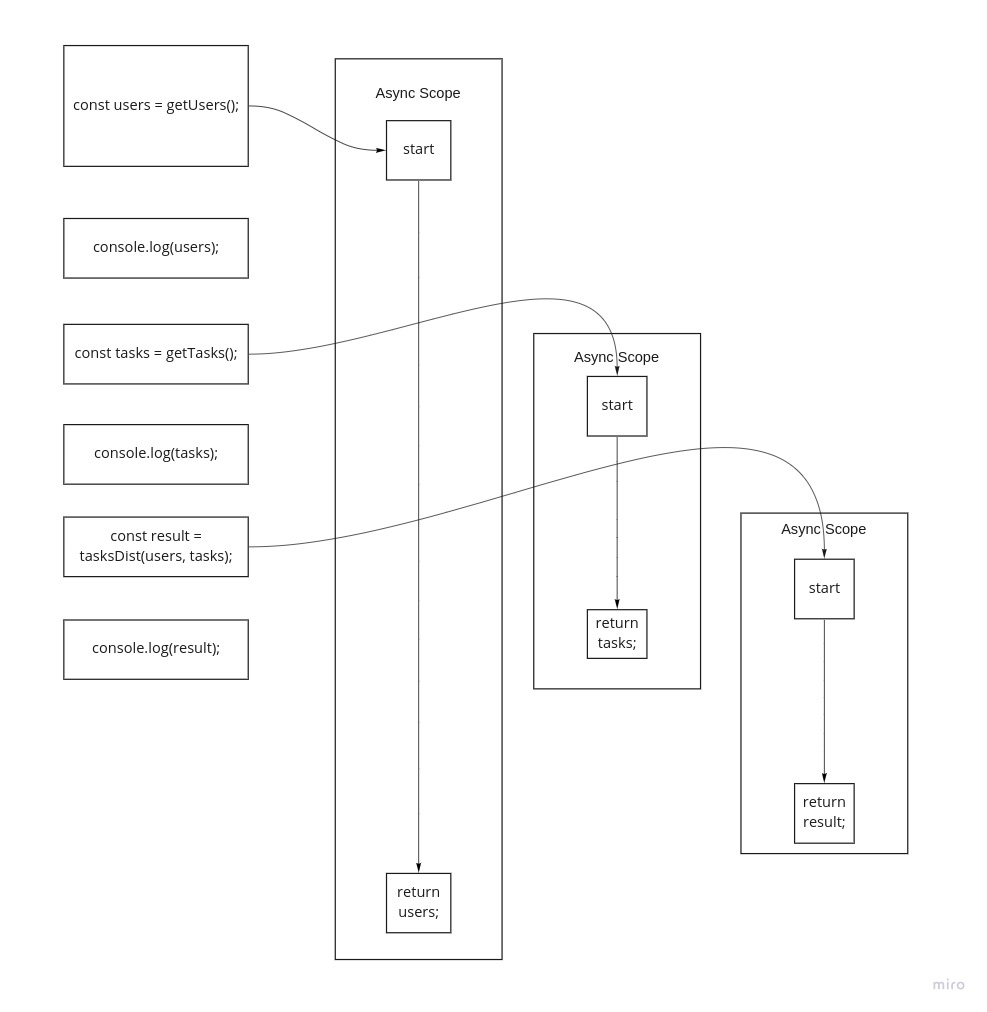 const users = getUsers();
console.log(users);
const tasks = getTasks();
console.log(tasks);
const result =
tasksDist(users, tasks);
console.log(result);
Async Scope
start
return
users;
Async Scope
start
return
tasks;
Async Scope
start
return
result;
miro